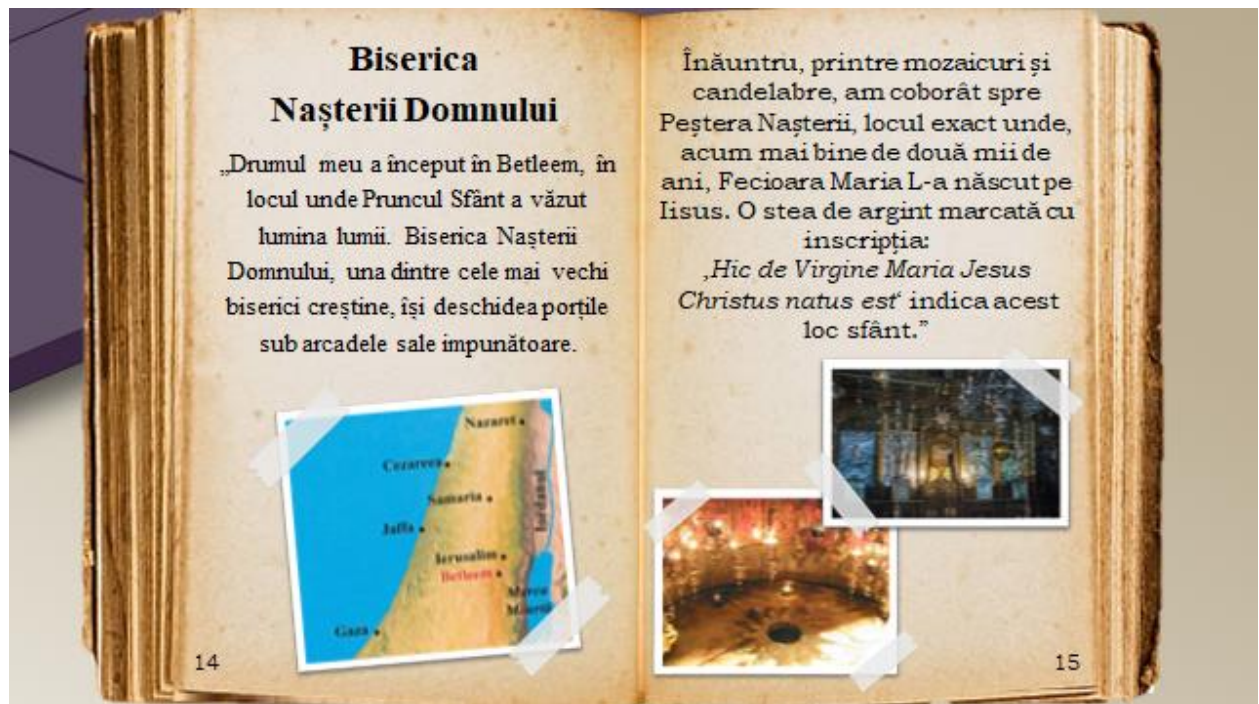 Biserica
Nașterii Domnului
„Drumul meu a început în Betleem, în
locul unde Pruncul Sfânt a văzut
lumina lumii. Biserica Nașterii
Domnului, una dintre cele mai vechi
biserici creștine, își deschidea porțile
sub arcadele sale impunătoare.
Nazaret
Cezareea
Samaria
Jaffa
Iordanul
Ierusalim
Betleem
Marea
Moartă
Gaza
14
Înăuntru, printre mozaicuri și
candelabre, am coborât spre
Peștera Nașterii, locul exact unde,
acum mai bine de două mii de
ani, Fecioara Maria L-a născut pe
Iisus. O stea de argint marcată cu
inscripția:
‚Hic de Virgine Maria Jesus
Christus natus est‘ indica acest
loc sfânt.”
15